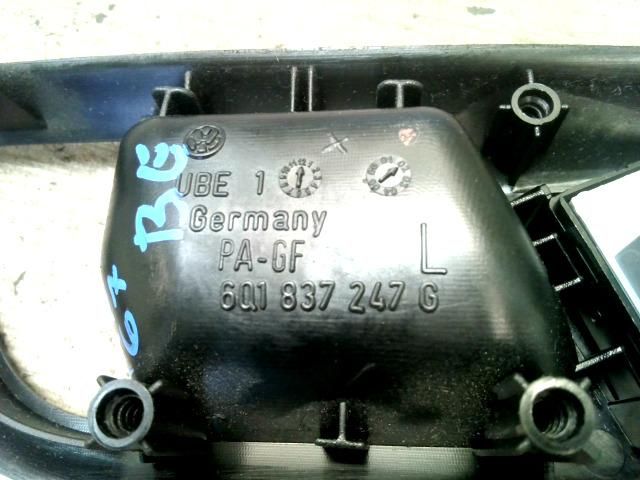 UBE 1
Germany
PA-GF
L
6Q1 837 247 G